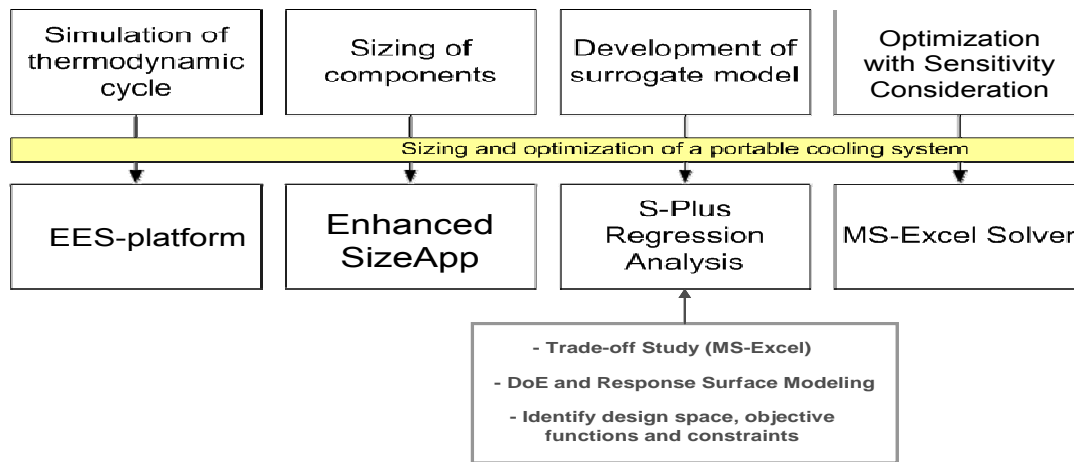 Simulation of
thermodynamic
cycle
Sizing of
components
Development of
surrogate model
Optimization
with Sensitivity
Consideration
Sizing and optimization of a portable cooling system
EES-platform
Enhanced
SizeApp
S-Plus
Regression
Analysis
MS-Excel Solver
- Trade-off Study (MS-Excel)
- DoE and Response Surface Modeling
- Identify design space, objective
functions and constraints